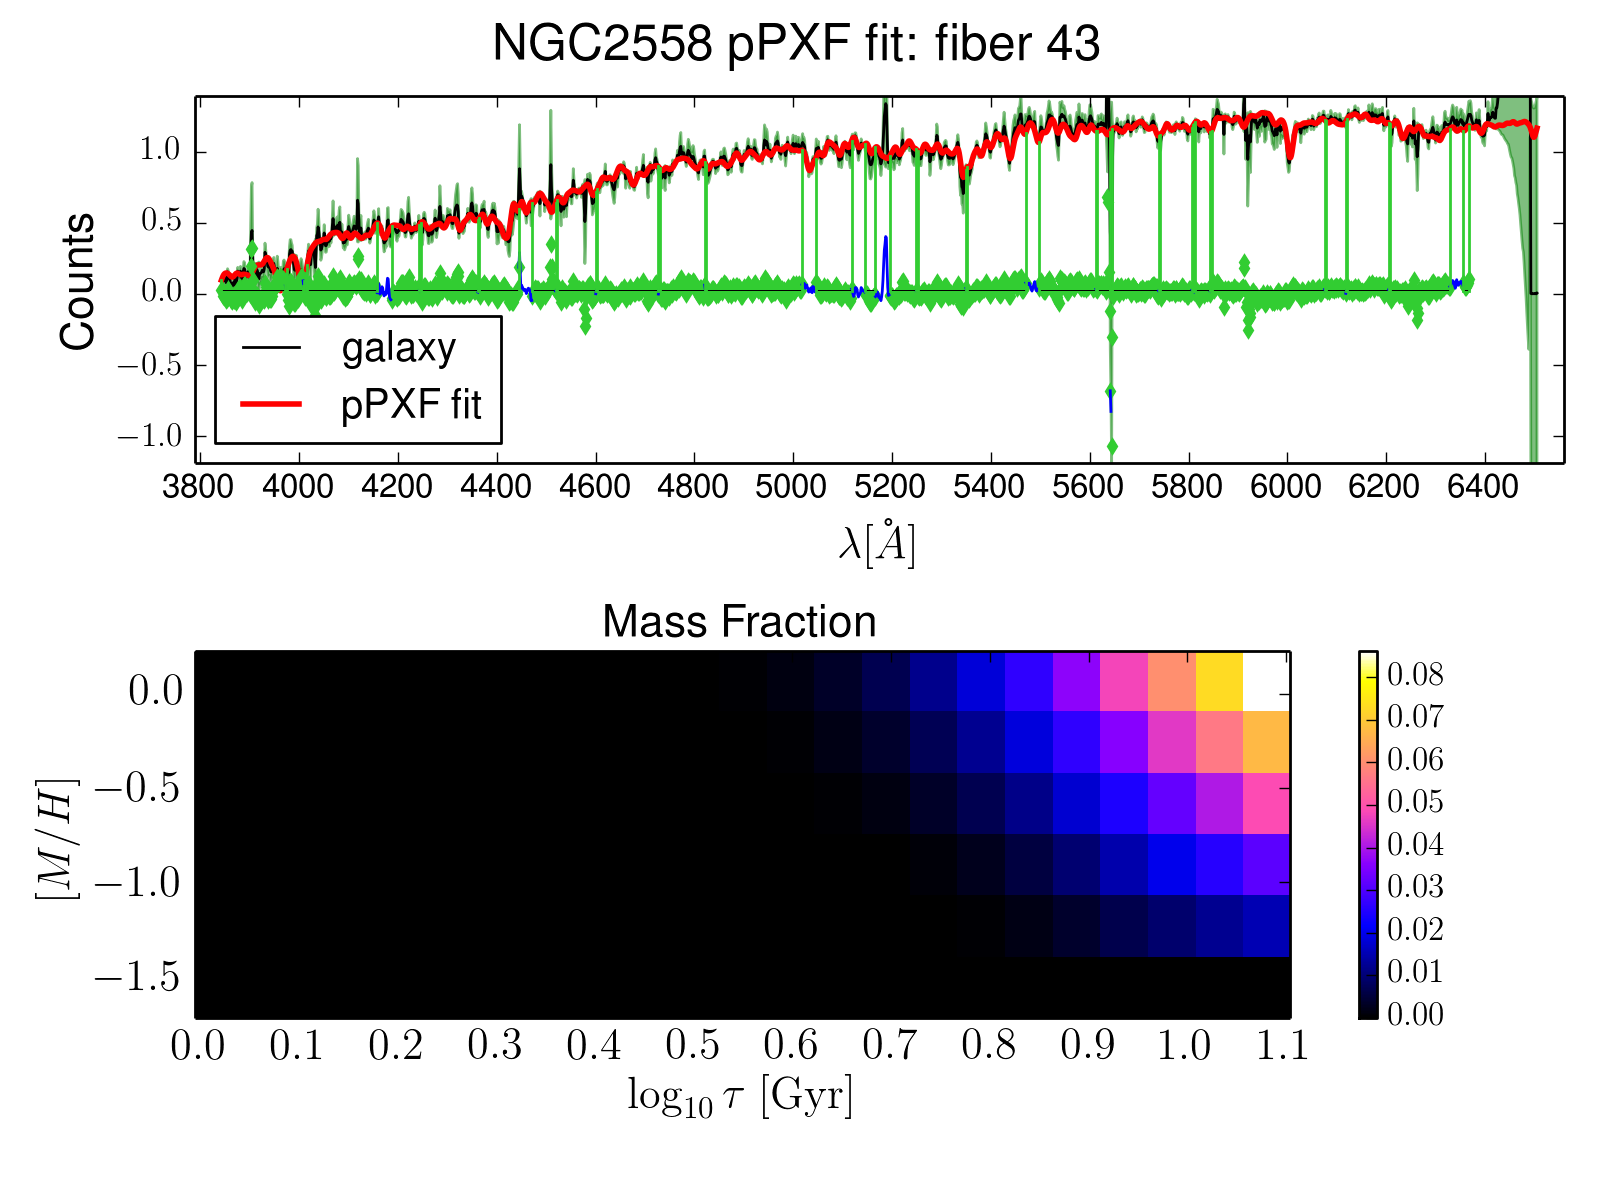 NGC2558 pPXF fit: fiber 43
Counts
1.0
0.5
0.0
−0.5
−1.0
galaxy
pPXF fit
3800 4000 4200 4400 4600 4800 5000 5200 5400 5600 5800 6000 6200 6400
λ[Å]
Mass Fraction
[M/H]
0.0
−0.5
−1.0
−1.5
0.0 0.1 0.2 0.3 0.4 0.5 0.6 0.7 0.8 0.9 1.0 1.1
log₁₀ τ [Gyr]
0.08
0.07
0.06
0.05
0.04
0.03
0.02
0.01
0.00